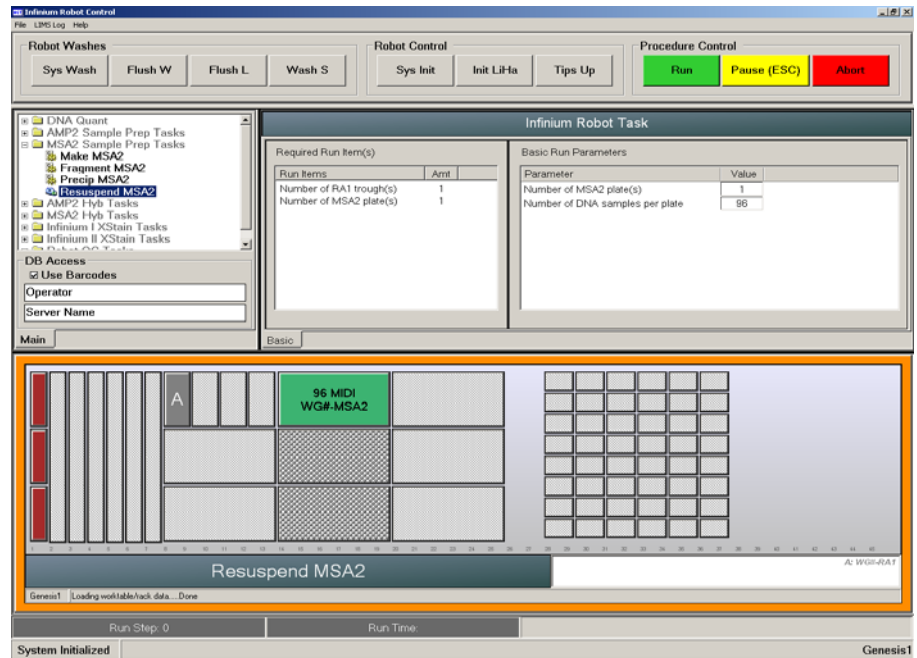 Infinium Robot Control
File LIMS Log Help
Robot Washes
Sys Wash Flush W Flush L Wash S
Robot Control
Sys Init Init LiHa Tips Up
Procedure Control
Run Pause (ESC) Abort
DNA Quant
AMP2 Sample Prep Tasks
MSA2 Sample Prep Tasks
Make MSA2
Fragment MSA2
Precip MSA2
Resuspend MSA2
AMP2 Hyb Tasks
MSA2 Hyb Tasks
Infinium I XStain Tasks
Infinium II XStain Tasks
Robot QC Tasks
DB Access
Use Barcodes
Operator
Server Name
Main
Infinium Robot Task
Required Run Item(s)
Run Items Amt
Number of RA1 trough(s) 1
Number of MSA2 plate(s) 1
Basic Run Parameters
Parameter Value
Number of MSA2 plate(s) 1
Number of DNA samples per plate 96
Basic
A
96 MIDI
WG#-MSA2
Resuspend MSA2
A: WG#-RA1
Genesis1 Loading worktable/rack data....Done
Run Step: 0 Run Time:
System Initialized Genesis1